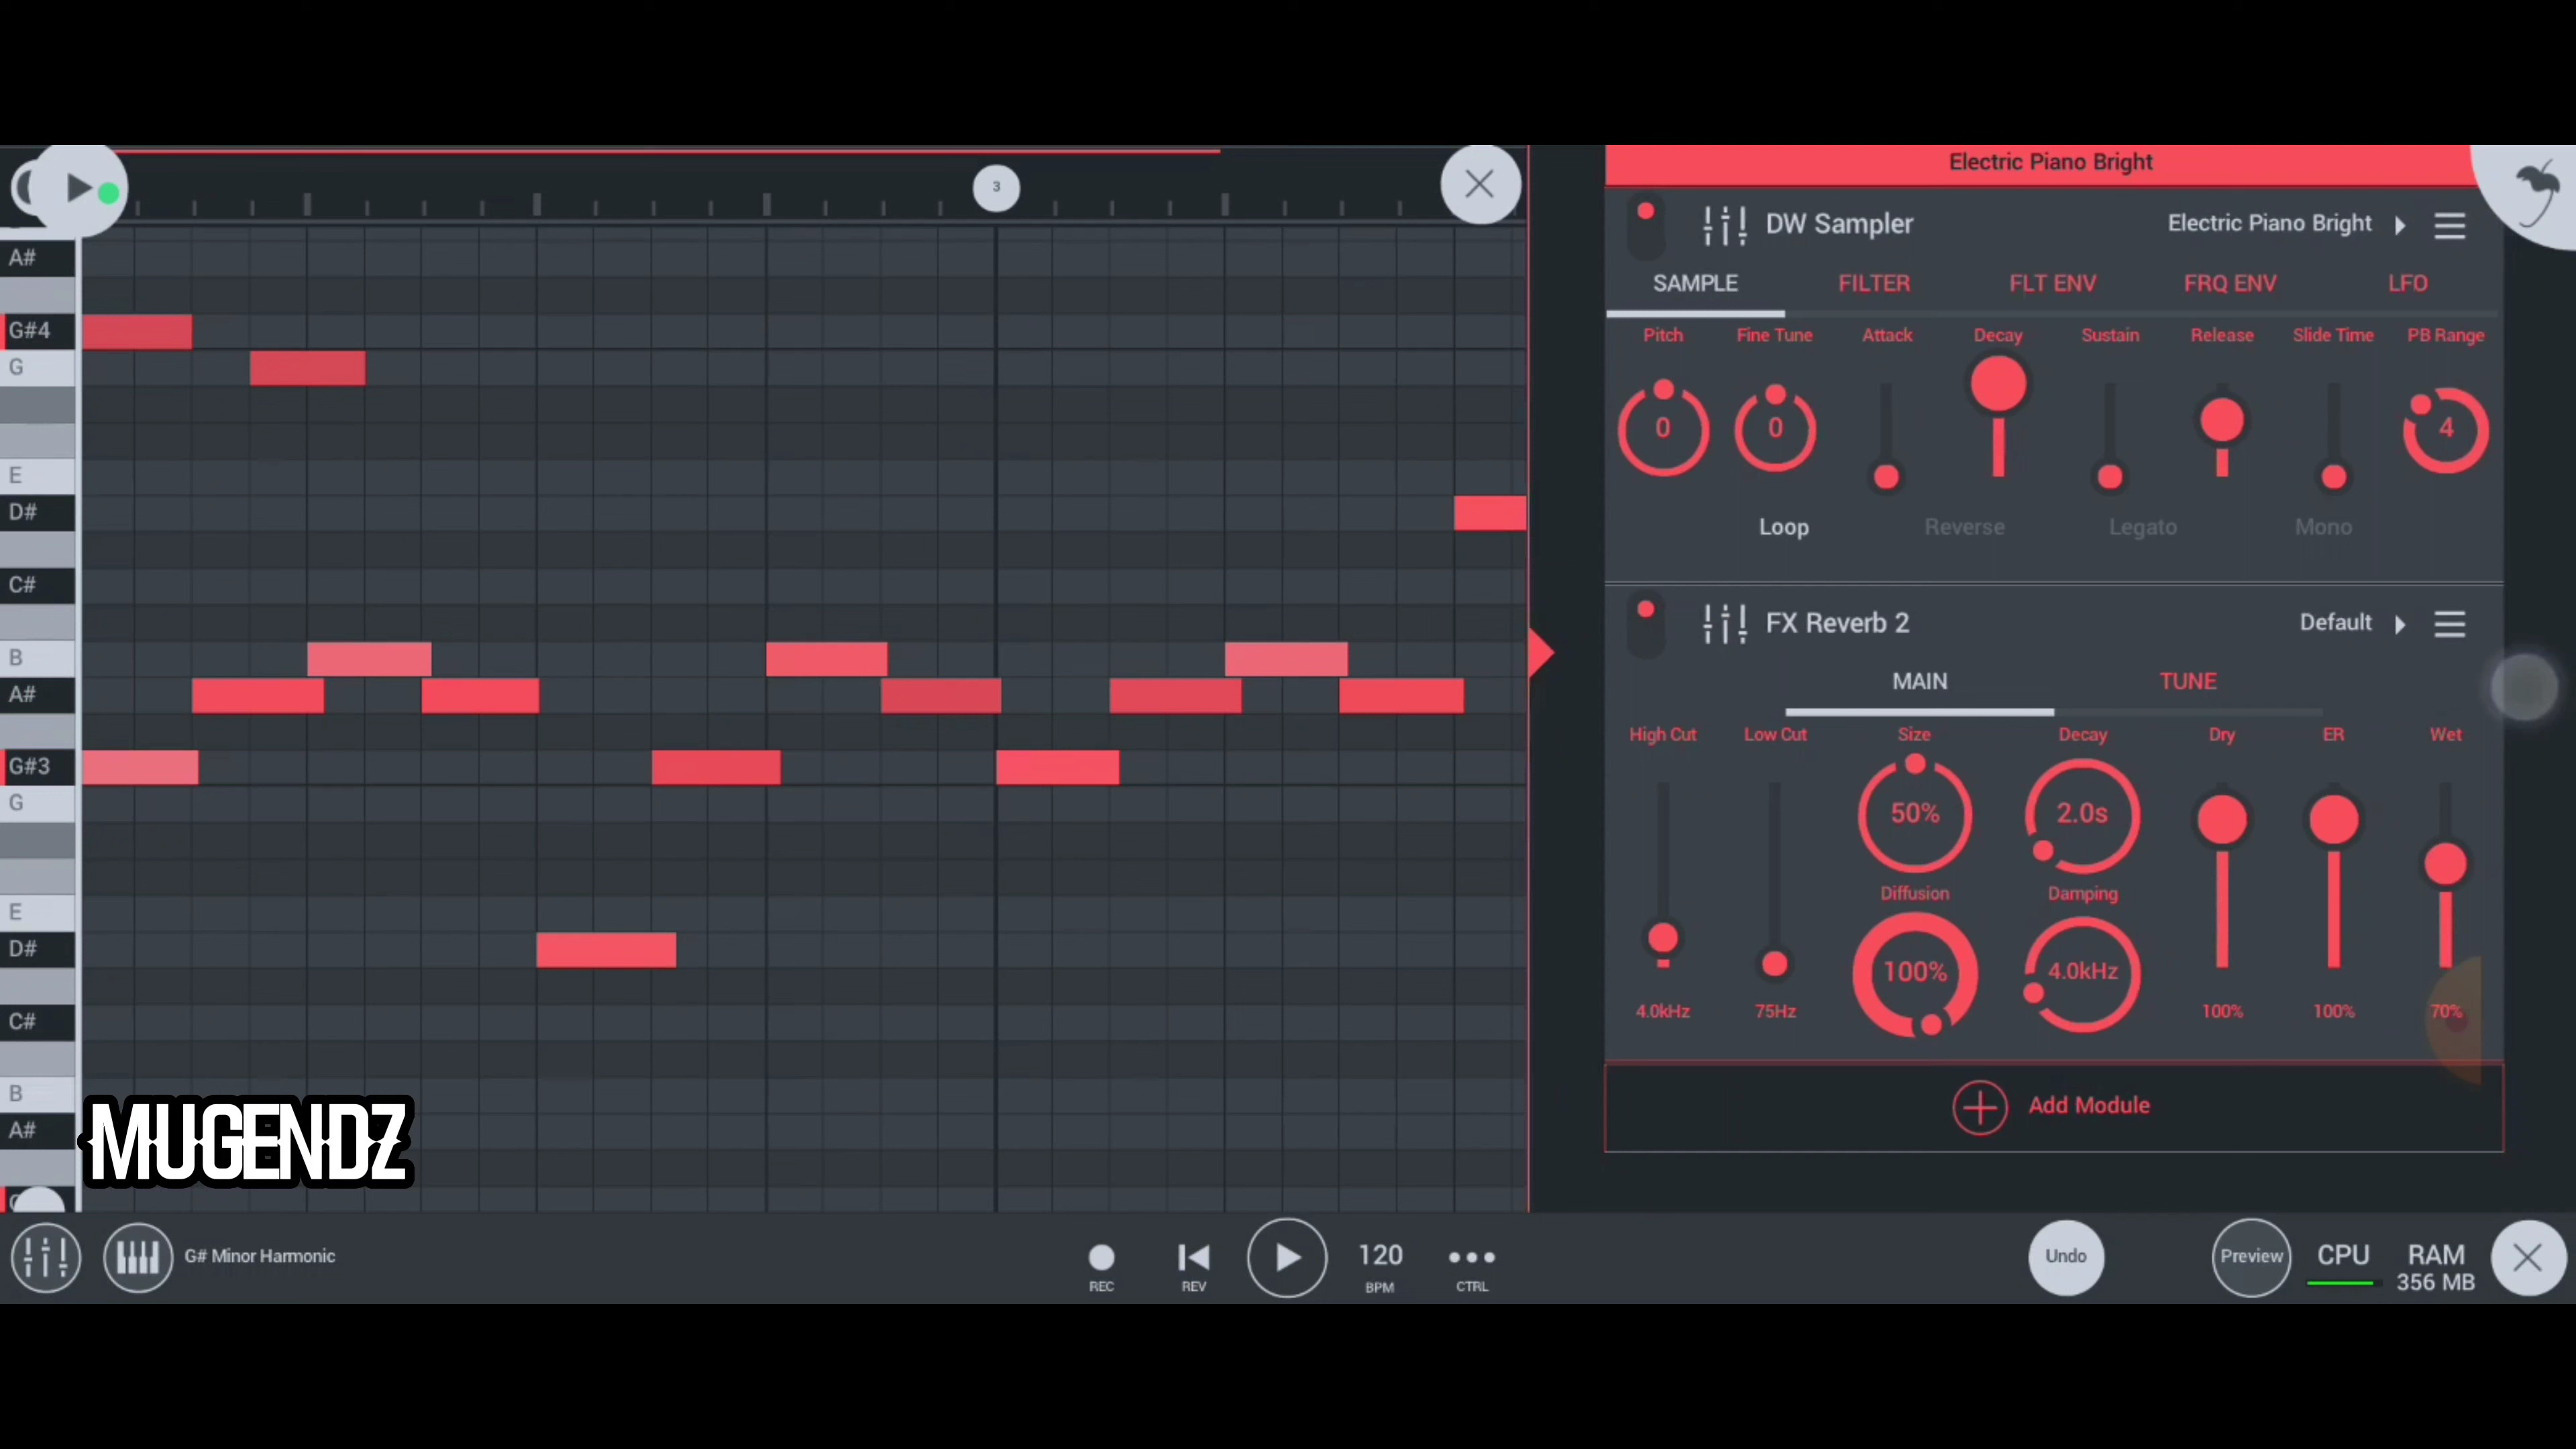 3
Electric Piano Bright
DW Sampler
Electric Piano Bright
SAMPLE FILTER FLT ENV FRQ ENV LFO
Pitch Fine Tune Attack Decay Sustain Release Slide Time PB Range
0 0 4
Loop Reverse Legato Mono
FX Reverb 2
Default
MAIN TUNE
High Cut Low Cut Size Decay Dry ER Wet
50% 2.0s
Diffusion Damping
100% 4.0kHz
4.0kHz 75Hz 100% 100% 70%
Add Module
A#
G#4
G
E
D#
C#
B
A#
G#3
G
E
D#
C#
B
A#
MUGENDZ
G# Minor Harmonic
REC
REV
120
BPM
CTRL
Undo
Preview
CPU
RAM
356 MB